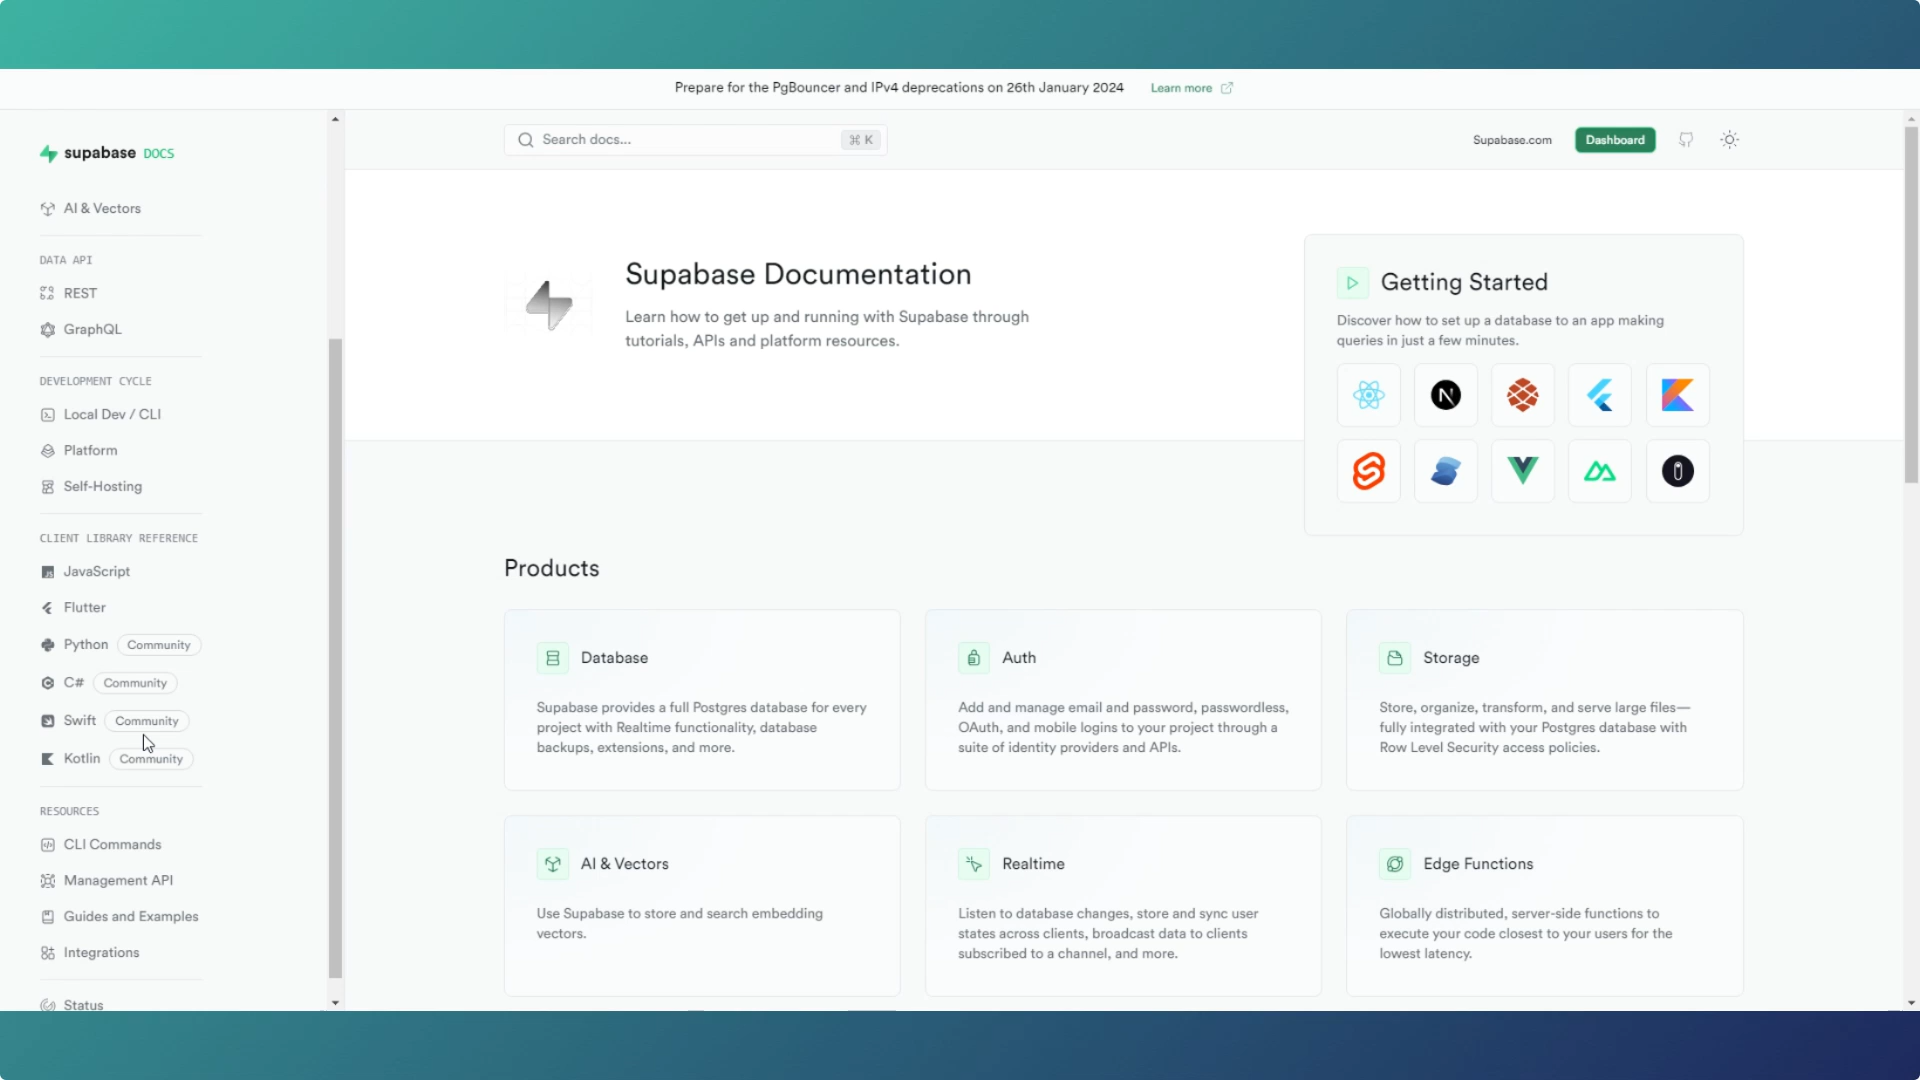 Prepare for the PgBouncer and IPv4 deprecations on 26th January 2024 Learn more
supabase DOCS
AI & Vectors
DATA API
REST
GraphQL
DEVELOPMENT CYCLE
Local Dev / CLI
Platform
Self-Hosting
CLIENT LIBRARY REFERENCE
JavaScript
Flutter
Python Community
C# Community
Swift Community
Kotlin Community
RESOURCES
CLI Commands
Management API
Guides and Examples
Integrations
Status
Search docs... ⌘ K
Supabase.com Dashboard
Supabase Documentation
Learn how to get up and running with Supabase through
tutorials, APIs and platform resources.
Getting Started
Discover how to set up a database to an app making
queries in just a few minutes.
Products
Database
Supabase provides a full Postgres database for every
project with Realtime functionality, database
backups, extensions, and more.
Auth
Add and manage email and password, passwordless,
OAuth, and mobile logins to your project through a
suite of identity providers and APIs.
Storage
Store, organize, transform, and serve large files—
fully integrated with your Postgres database with
Row Level Security access policies.
AI & Vectors
Use Supabase to store and search embedding
vectors.
Realtime
Listen to database changes, store and sync user
states across clients, broadcast data to clients
subscribed to a channel, and more.
Edge Functions
Globally distributed, server-side functions to
execute your code closest to your users for the
lowest latency.